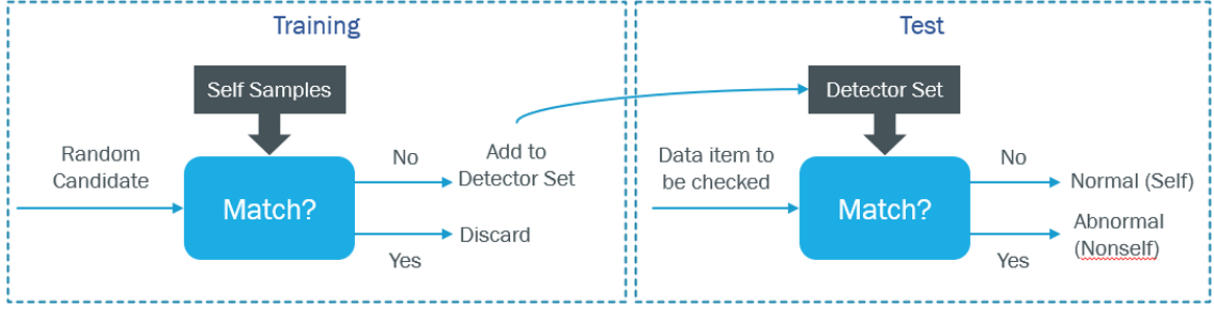 Training
Self Samples
Random
Candidate
Match?
No
Add to
Detector Set
Yes
Discard
Test
Detector Set
Data item to
be checked
Match?
No
Normal (Self)
Abnormal
(Nonself)
Yes